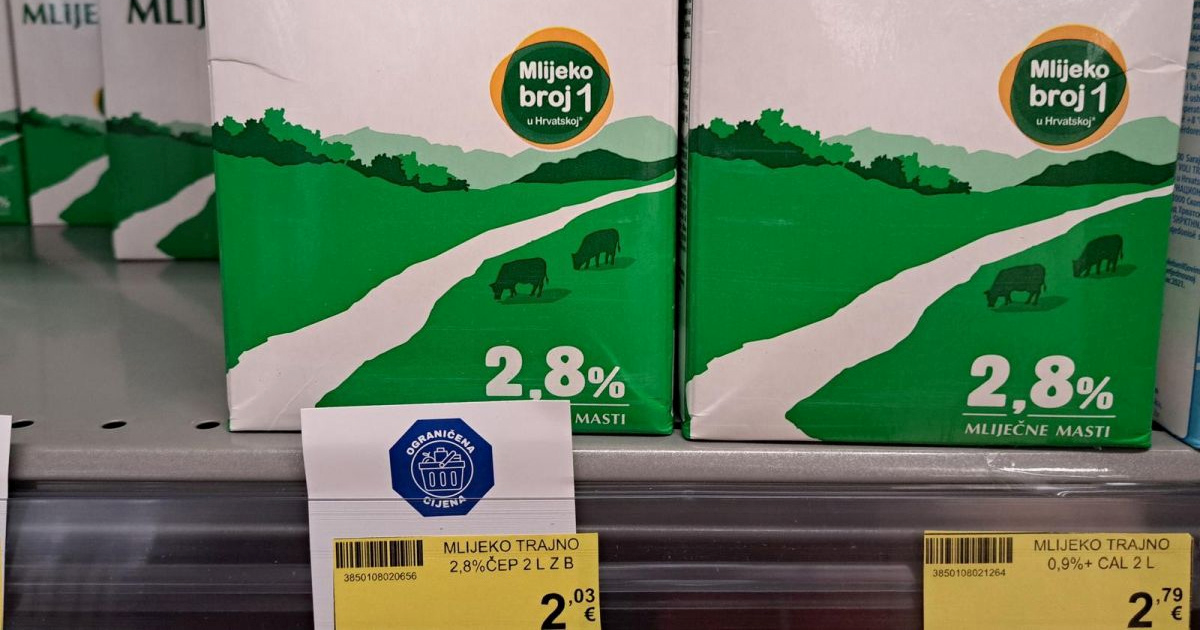 MLIJE
MLIJ
Mlijeko
broj 1
u Hrvatskoj*
Mlijeko
broj 1
u Hrvatskoj*
2,8%
MASTI
2,8%
MLIJEČNE MASTI
OGRANIČENA
CIJENA
3850108020656
MLIJEKO TRAJNO
2,8%ČEP 2 L Z B
2,03
€
3850108021264
MLIJEKO TRAJNO
0,9%+ CAL 2 L
2,79
€